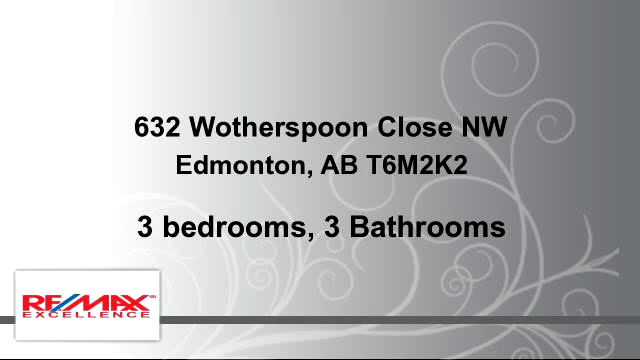 632 Wotherspoon Close NW
Edmonton, AB T6M2K2
3 bedrooms, 3 Bathrooms
RE/MAX
EXCELLENCE